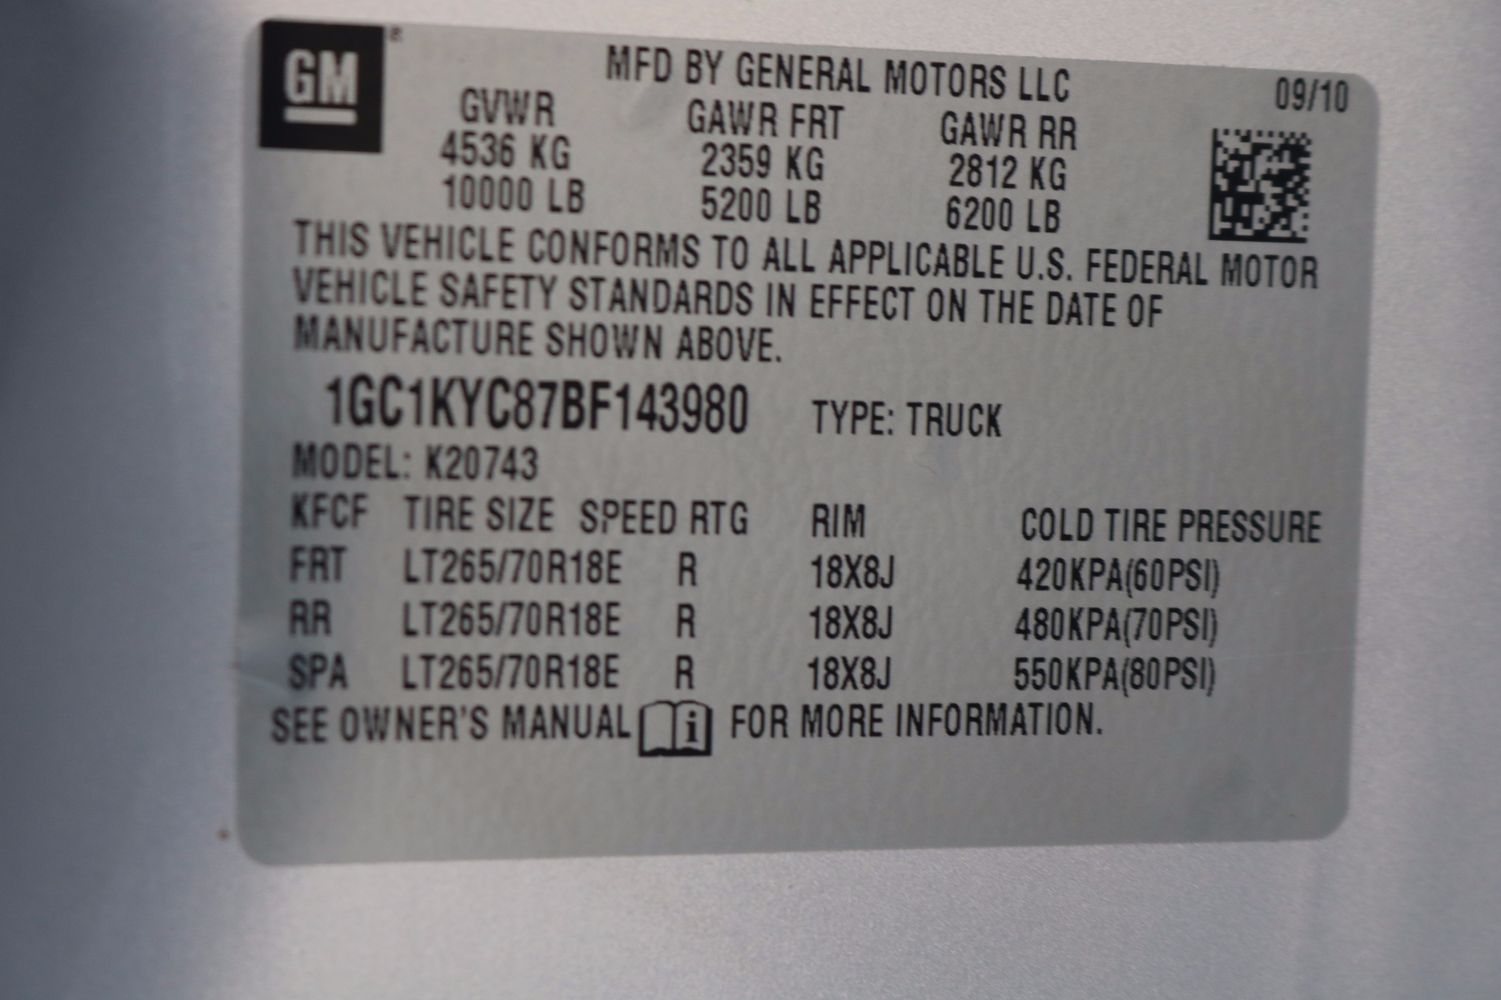 GM
MFD BY GENERAL MOTORS LLC 09/10
GVWR GAWR FRT GAWR RR
4536 KG 2359 KG 2812 KG
10000 LB 5200 LB 6200 LB
THIS VEHICLE CONFORMS TO ALL APPLICABLE U.S. FEDERAL MOTOR
VEHICLE SAFETY STANDARDS IN EFFECT ON THE DATE OF
MANUFACTURE SHOWN ABOVE.
1GC1KYC87BF143980 TYPE: TRUCK
MODEL: K20743
KFCF TIRE SIZE SPEED RTG RIM COLD TIRE PRESSURE
FRT LT265/70R18E R 18X8J 420KPA(60PSI)
RR LT265/70R18E R 18X8J 480KPA(70PSI)
SPA LT265/70R18E R 18X8J 550KPA(80PSI)
SEE OWNER'S MANUAL i FOR MORE INFORMATION.